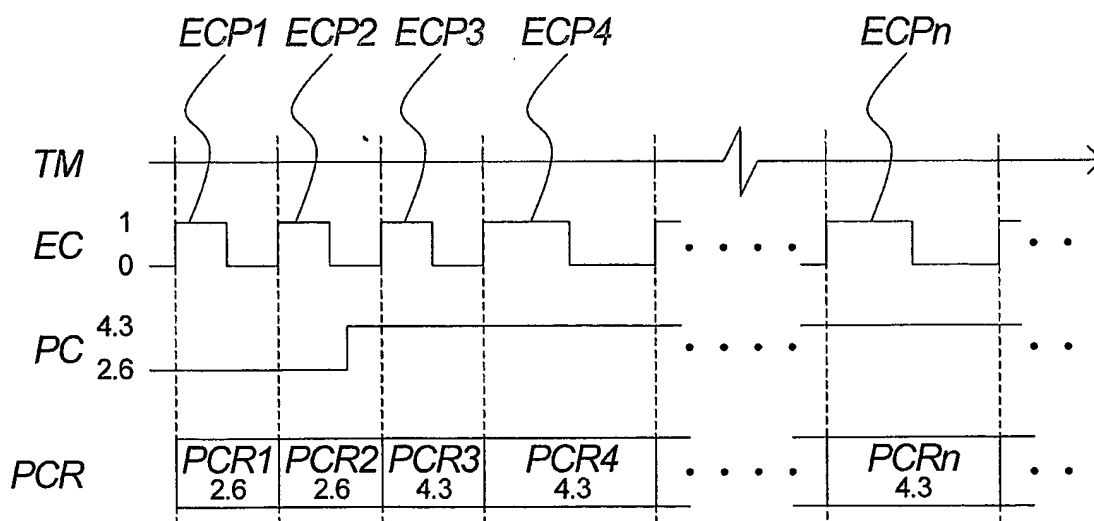 ECP1 ECP2 ECP3 ECP4 ECPn
TM
EC 1
0
PC 4.3
2.6
PCR PCR1 PCR2 PCR3 PCR4 PCRn
2.6 2.6 4.3 4.3 4.3